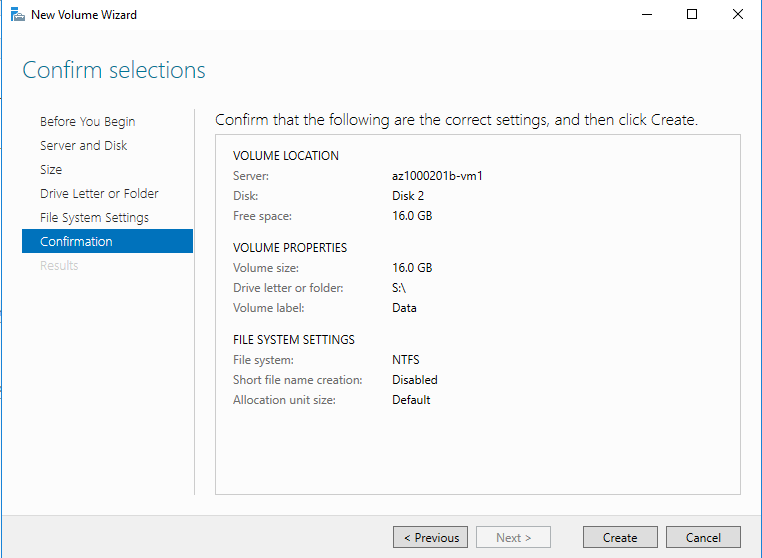 New Volume Wizard
Confirm selections
Before You Begin
Server and Disk
Size
Drive Letter or Folder
File System Settings
Confirmation
Results
Confirm that the following are the correct settings, and then click Create.
VOLUME LOCATION
Server: az1000201b-vm1
Disk: Disk 2
Free space: 16.0 GB
VOLUME PROPERTIES
Volume size: 16.0 GB
Drive letter or folder: S:\
Volume label: Data
FILE SYSTEM SETTINGS
File system: NTFS
Short file name creation: Disabled
Allocation unit size: Default
< Previous Next > Create Cancel